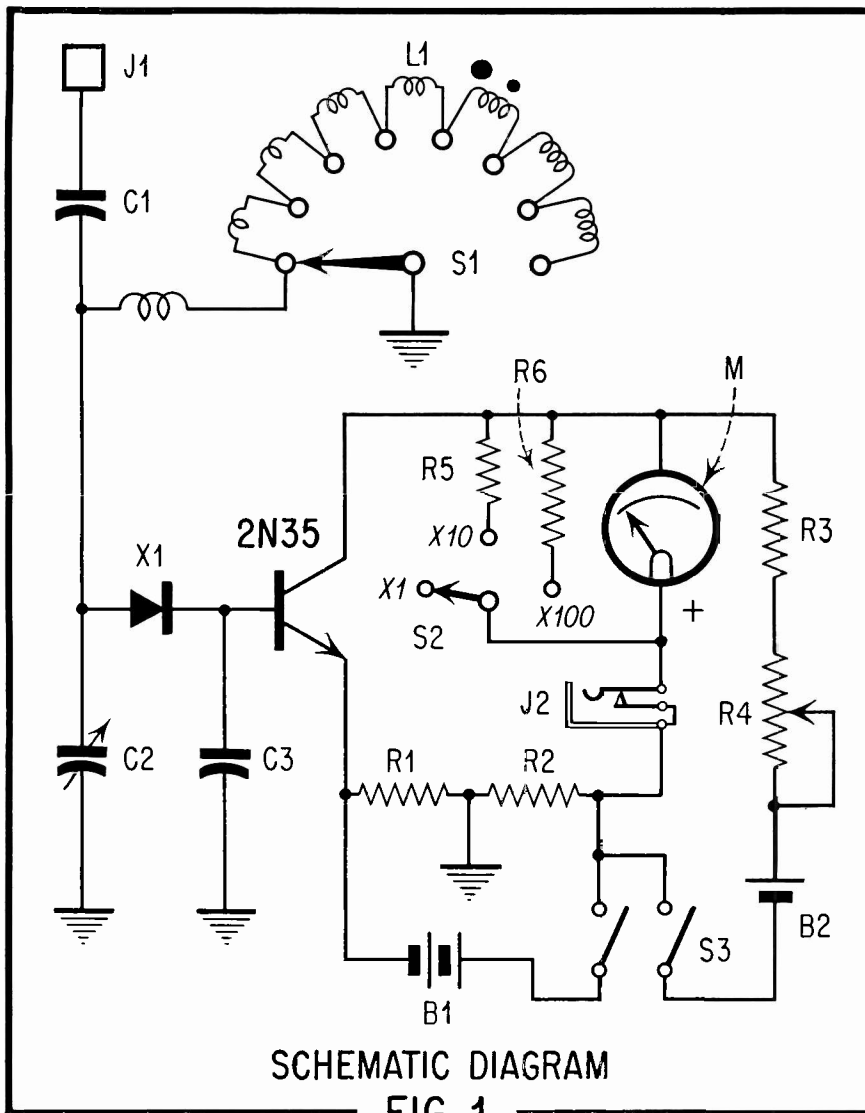 J1
L1
C1
S1
R6
M
R5
R3
2N35
X10
X1
X1
X100
+
S2
J2
R4
C2
C3
R1
R2
S3
B2
B1
SCHEMATIC DIAGRAM
FIG 1